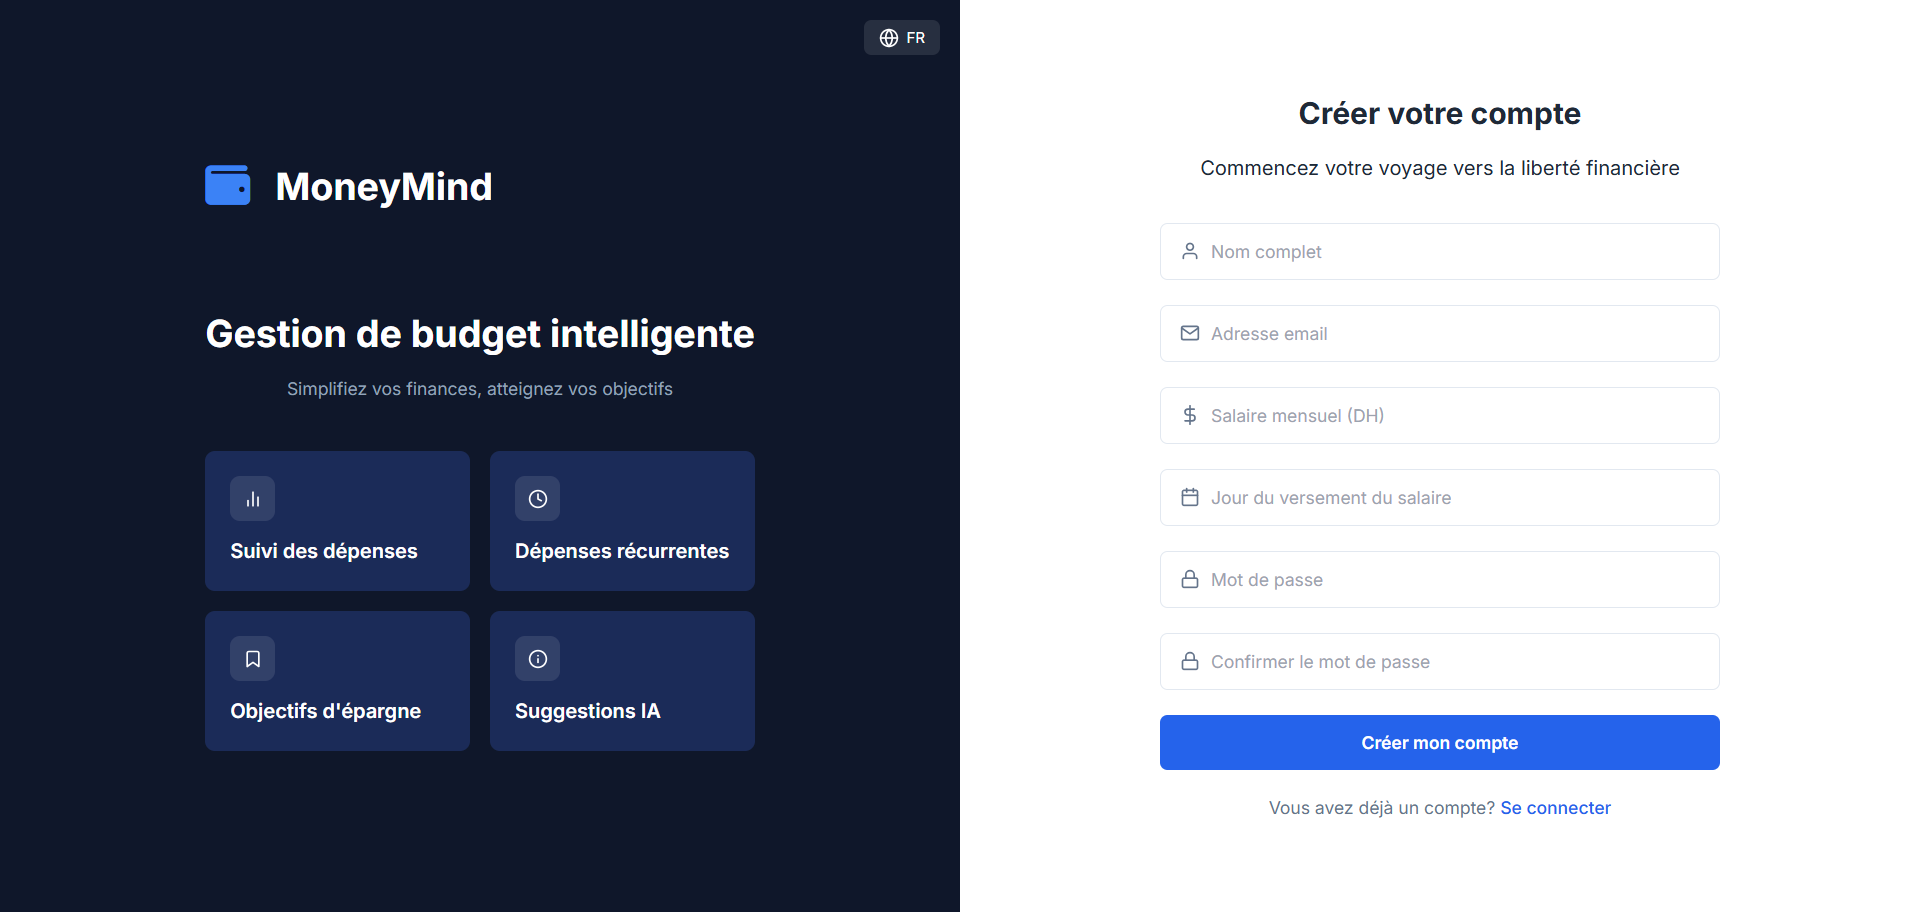 FR
MoneyMind
Gestion de budget intelligente
Simplifiez vos finances, atteignez vos objectifs
Suivi des dépenses
Dépenses récurrentes
Objectifs d'épargne
Suggestions IA
Créer votre compte
Commencez votre voyage vers la liberté financière
Nom complet
Adresse email
Salaire mensuel (DH)
Jour du versement du salaire
Mot de passe
Confirmer le mot de passe
Créer mon compte
Vous avez déjà un compte? Se connecter